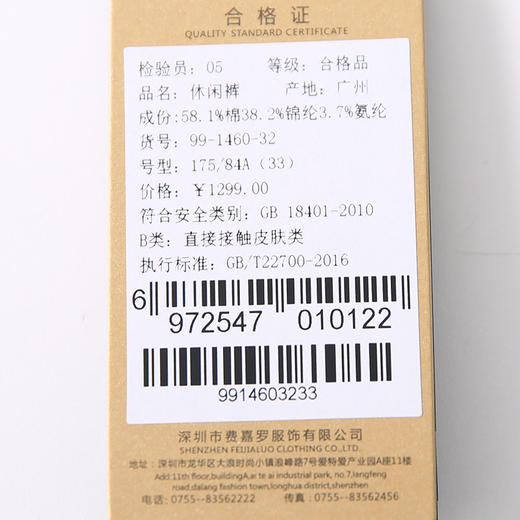 合格证
QUALITY STANDARD CERTIFICATE
检验员: 05 等级: 合格品
品名: 休闲裤 产地: 广州
成份:58.1%棉38.2%锦纶3.7%氨纶
货号: 99-1460-32
号型: 175/84A (33)
价格: ￥1299.00
符合安全类别: GB 18401-2010
B类: 直接接触皮肤类
执行标准: GB/T22700-2016
6 972547 010122
9914603233
深圳市费嘉罗服饰有限公司
SHENZHEN FEIJIALUO CLOTHING CO.,LTD
地址:深圳市龙华区大浪时尚小镇浪峰路7号爱特爱产业园A座11楼
Add:11th floor,buildingA,ai te ai industrial park, no.7,langfeng
road,dalang fashion town,longhua district,shenzhen
电话: 0755--83562222 传真: 0755--83562456